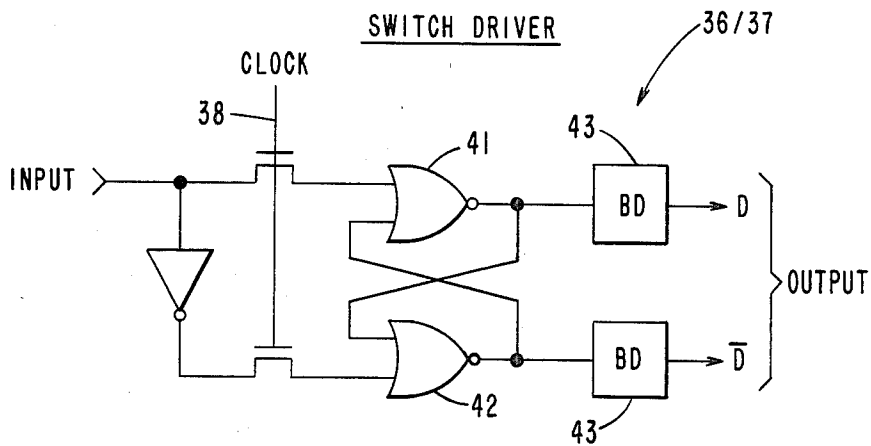 SWITCH DRIVER
36/37
CLOCK
38
41
43
INPUT
BD
D
OUTPUT
BD
D̅
42
43